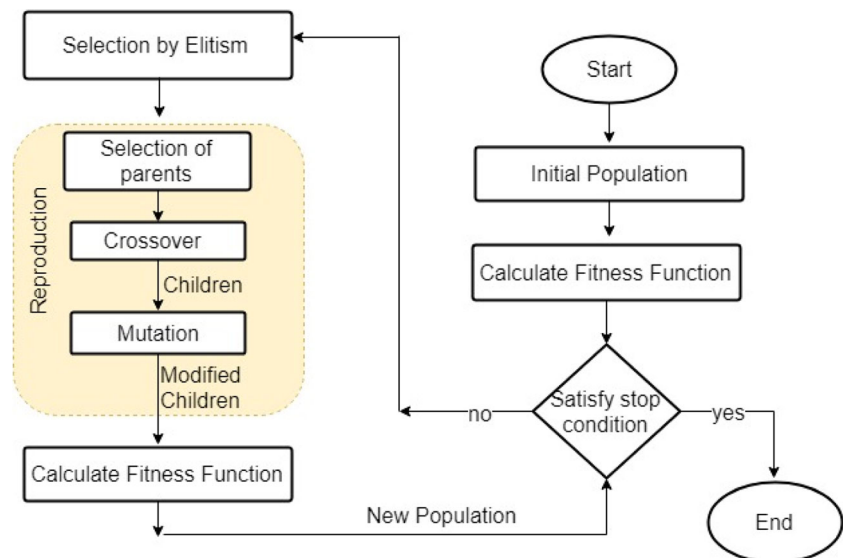 Selection by Elitism
Start
Reproduction
Selection of
parents
Initial Population
Crossover
Calculate Fitness Function
Children
Mutation
Modified
Children
no
Satisfy stop
condition
yes
Calculate Fitness Function
New Population
End